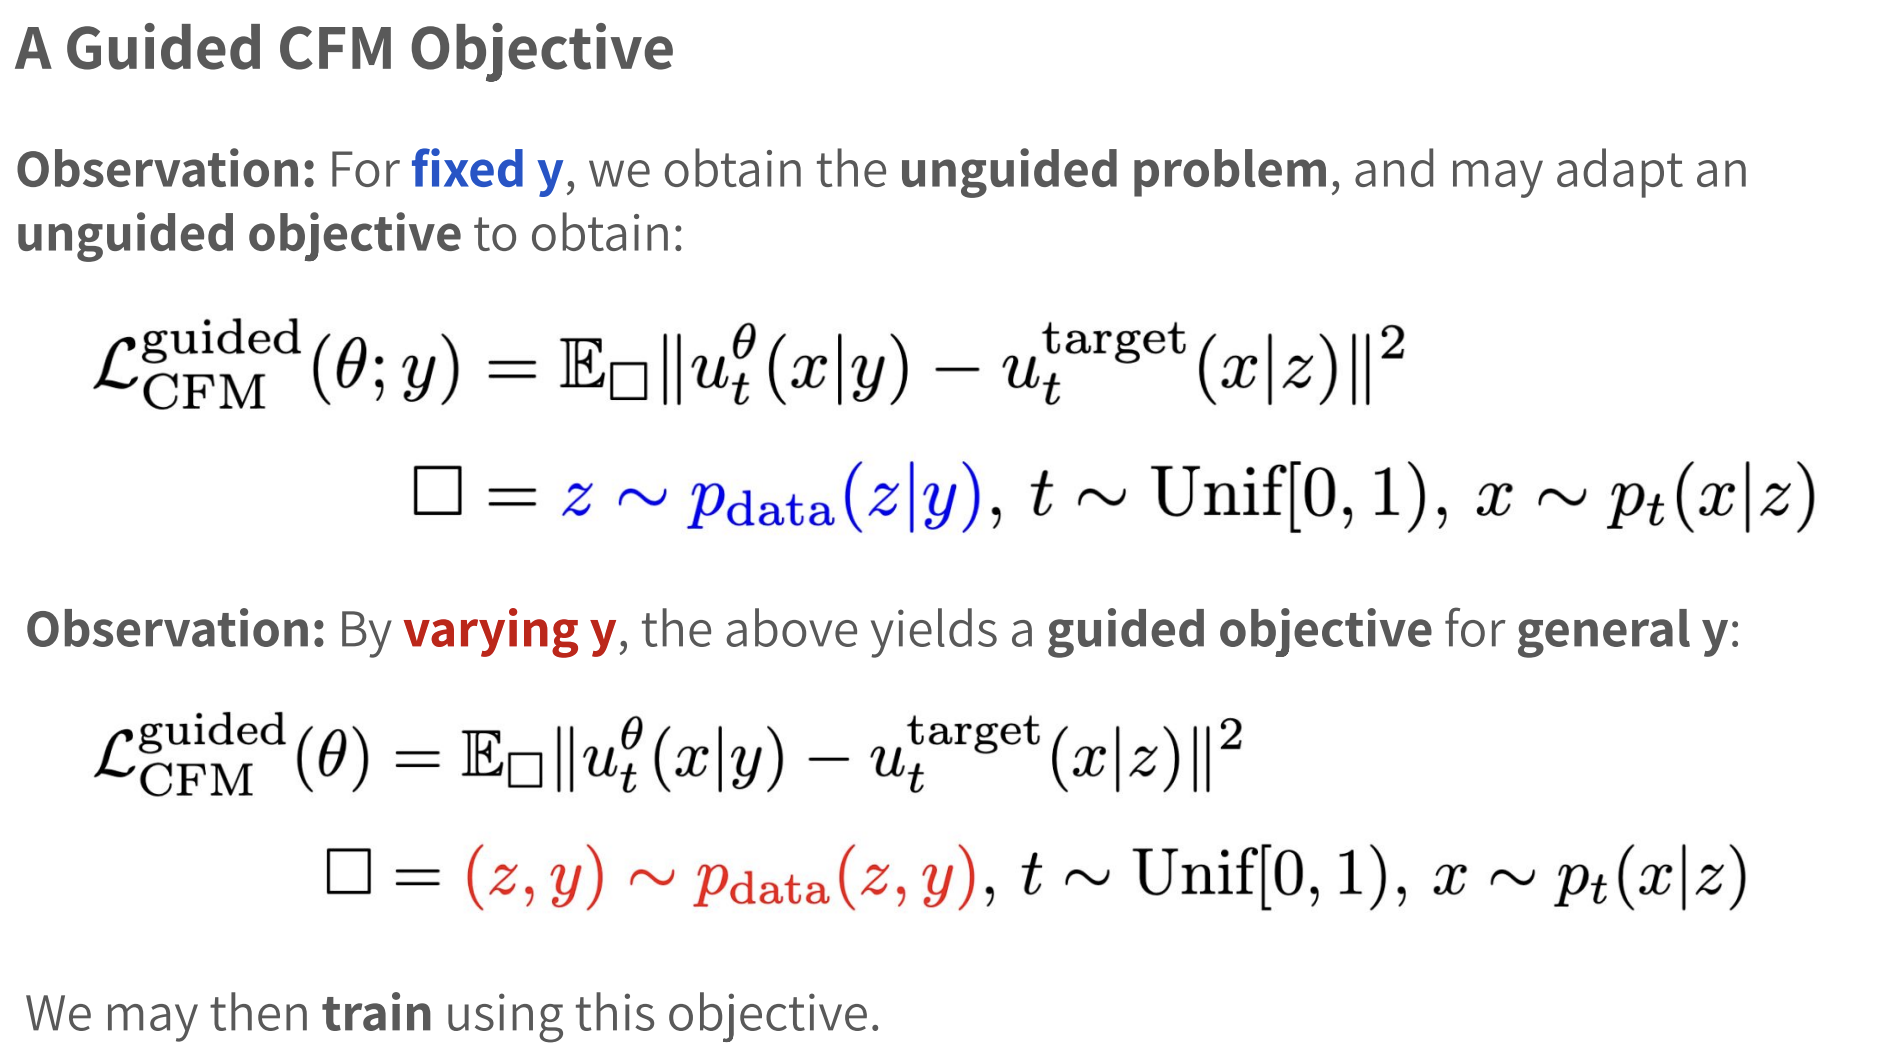 A Guided CFM Objective
Observation: For fixed y, we obtain the unguided problem, and may adapt an
unguided objective to obtain:
$\mathcal{L}_{\text{CFM}}^{\text{guided}}(\theta; y) = \mathbb{E}_{\square} \| u_t^{\theta}(x|y) - u_t^{\text{target}}(x|z) \|^2$
$\square = z \sim p_{\text{data}}(z|y), \, t \sim \text{Unif}[0, 1), \, x \sim p_t(x|z)$
Observation: By varying y, the above yields a guided objective for general y:
$\mathcal{L}_{\text{CFM}}^{\text{guided}}(\theta) = \mathbb{E}_{\square} \| u_t^{\theta}(x|y) - u_t^{\text{target}}(x|z) \|^2$
$\square = (z, y) \sim p_{\text{data}}(z, y), \, t \sim \text{Unif}[0, 1), \, x \sim p_t(x|z)$
We may then train using this objective.